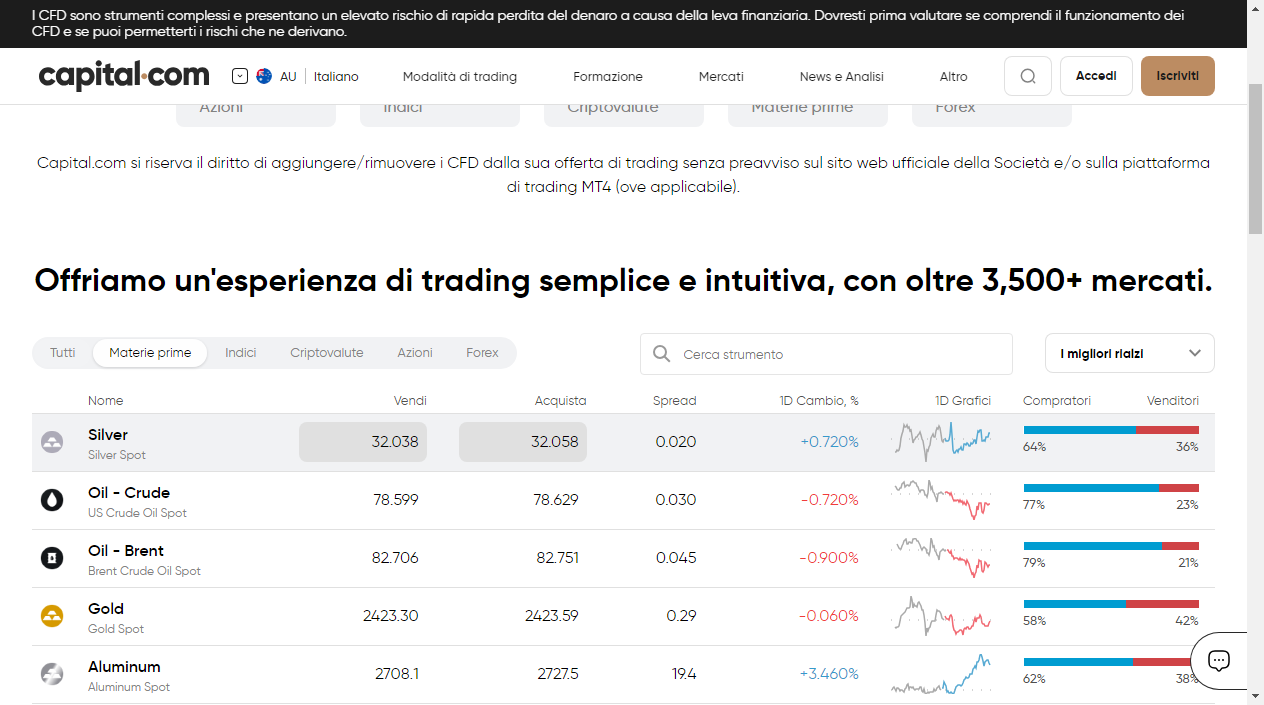 I CFD sono strumenti complessi e presentano un elevato rischio di rapida perdita del denaro a causa della leva finanziaria. Dovresti prima valutare se comprendi il funzionamento dei
CFD e se puoi permetterti i rischi che ne derivano.
capital.com AU Italiano Modalità di trading Formazione Mercati News e Analisi Altro Accedi Iscriviti
Azioni Indici Criptovalute Materie prime Forex
Capital.com si riserva il diritto di aggiungere/rimuovere i CFD dalla sua offerta di trading senza preavviso sul sito web ufficiale della Società e/o sulla piattaforma
di trading MT4 (ove applicabile).
Offriamo un'esperienza di trading semplice e intuitiva, con oltre 3,500+ mercati.
Tutti Materie prime Indici Criptovalute Azioni Forex Cerca strumento I migliori rialzi
Nome Vendi Acquista Spread 1D Cambio, % 1D Grafici Compratori Venditori
Silver 32.038 32.058 0.020 +0.720%
Silver Spot 64% 36%
Oil - Crude 78.599 78.629 0.030 -0.720%
US Crude Oil Spot 77% 23%
Oil - Brent 82.706 82.751 0.045 -0.900%
Brent Crude Oil Spot 79% 21%
Gold 2423.30 2423.59 0.29 -0.060%
Gold Spot 58% 42%
Aluminum 2708.1 2727.5 19.4 +3.460%
Aluminum Spot 62% 38%